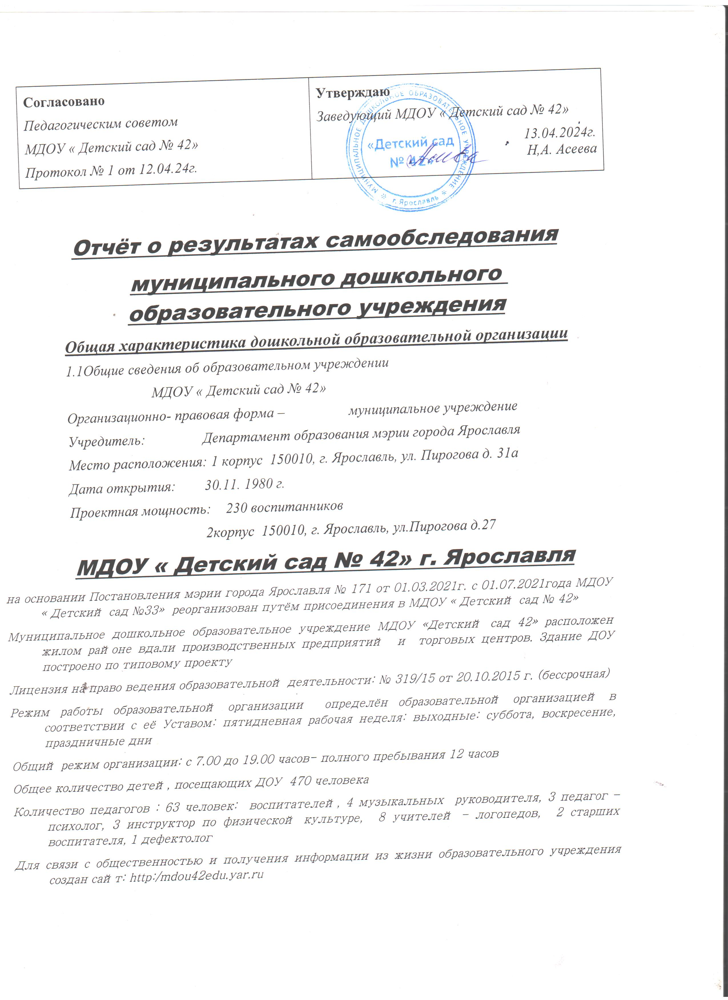 Согласовано
Педагогическим советом
МДОУ « Детский сад № 42»
Протокол № 1 от 12.04.24г.
Утверждаю
Заведующий МДОУ « Детский сад № 42»
13.04.2024г.
Н,А. Асеева
МУНИЦИПАЛЬНОЕ ДОШКОЛЬНОЕ ОБРАЗОВАТЕЛЬНОЕ УЧРЕЖДЕНИЕ
«Детский сад
№ 42»
г. Ярославль
Отчёт о результатах самообследования
муниципального дошкольного
образовательного учреждения
Общая характеристика дошкольной образовательной организации
1.1Общие сведения об образовательном учреждении
МДОУ « Детский сад № 42»
Организационно- правовая форма – муниципальное учреждение
Учредитель: Департамент образования мэрии города Ярославля
Место расположения: 1 корпус 150010, г. Ярославль, ул. Пирогова д. 31а
Дата открытия: 30.11. 1980 г.
Проектная мощность: 230 воспитанников
2корпус 150010, г. Ярославль, ул.Пирогова д.27
МДОУ « Детский сад № 42» г. Ярославля
на основании Постановления мэрии города Ярославля № 171 от 01.03.2021г. с 01.07.2021года МДОУ
« Детский сад №33» реорганизован путём присоединения в МДОУ « Детский сад № 42»
Муниципальное дошкольное образовательное учреждение МДОУ «Детский сад 42» расположен
жилом рай оне вдали производственных предприятий и торговых центров. Здание ДОУ
построено по типовому проекту
Лицензия на право ведения образовательной деятельности: № 319/15 от 20.10.2015 г. (бессрочная)
Режим работы образовательной организации определён образовательной организацией в
соответствии с её Уставом: пятидневная рабочая неделя: выходные: суббота, воскресение,
праздничные дни
Общий режим организации: с 7.00 до 19.00 часов- полного пребывания 12 часов
Общее количество детей , посещающих ДОУ 470 человека
Количество педагогов : 63 человек: воспитателей , 4 музыкальных руководителя, 3 педагог -
психолог, 3 инструктор по физической культуре, 8 учителей - логопедов, 2 старших
воспитателя, 1 дефектолог
Для связи с общественностью и получения информации из жизни образовательного учреждения
создан сай т: http:/mdou42edu.yar.ru